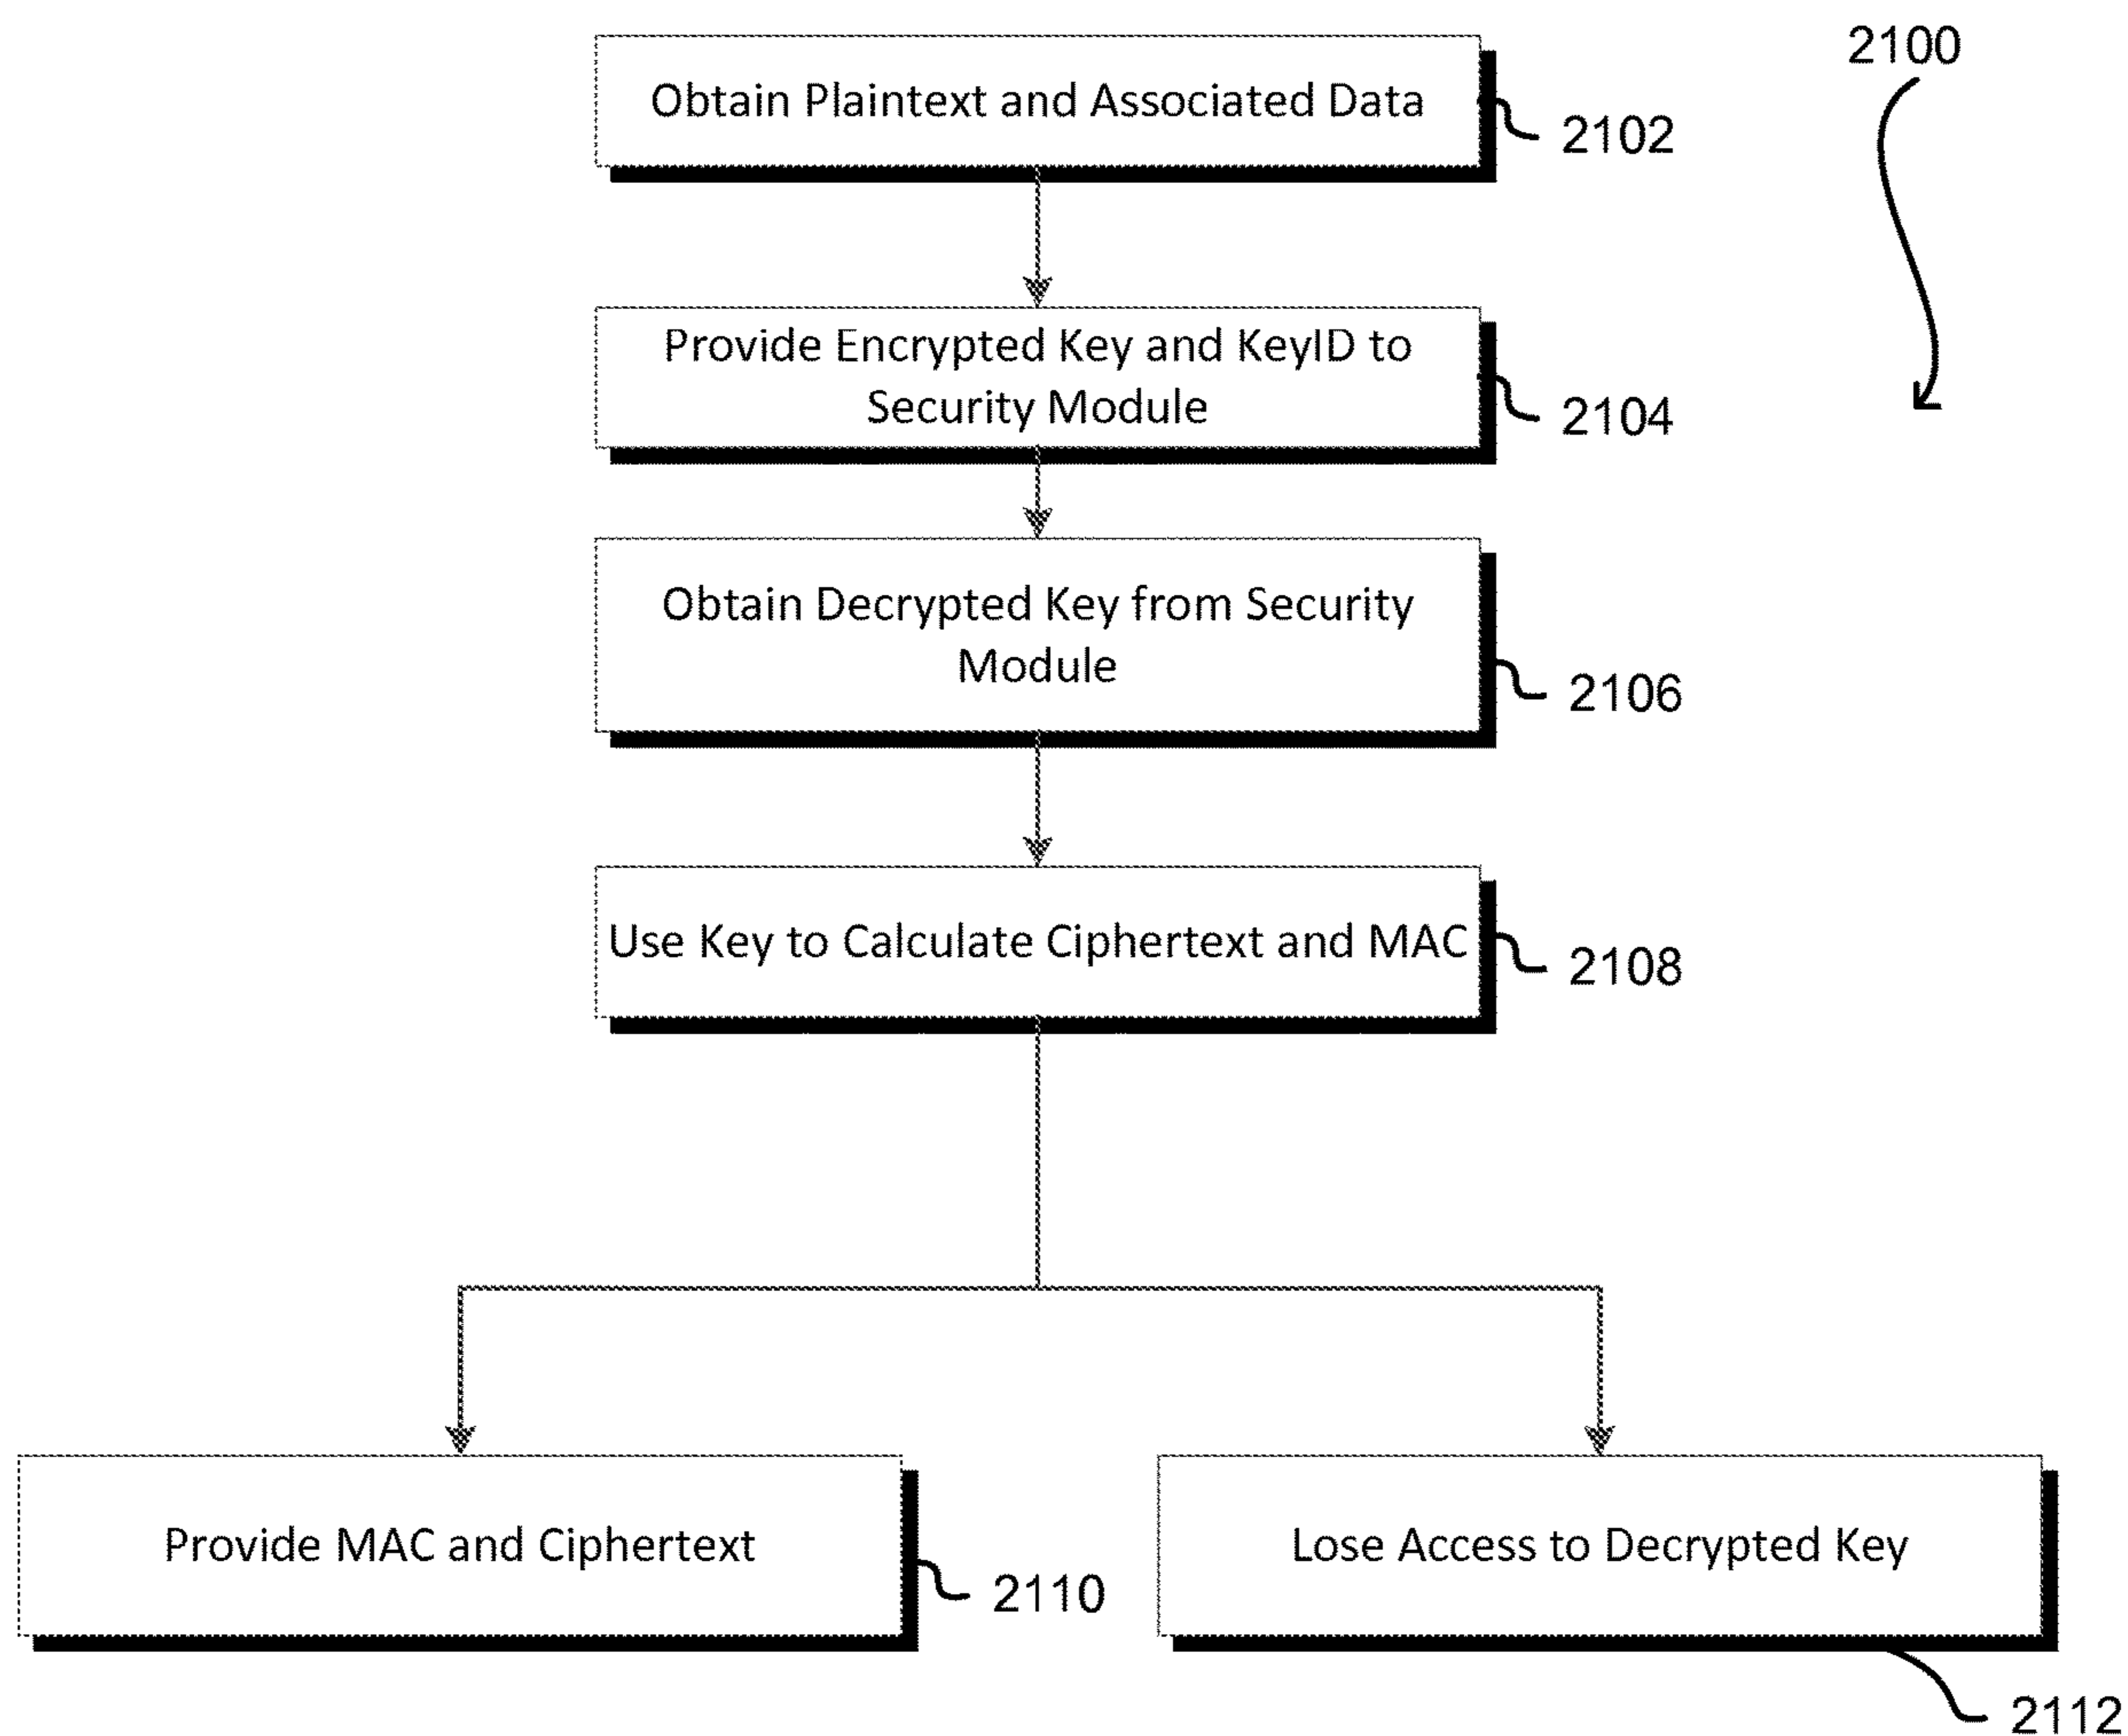 2100
Obtain Plaintext and Associated Data
2102
Provide Encrypted Key and KeyID to
Security Module
2104
Obtain Decrypted Key from Security
Module
2106
Use Key to Calculate Ciphertext and MAC
2108
Provide MAC and Ciphertext
2110
Lose Access to Decrypted Key
2112